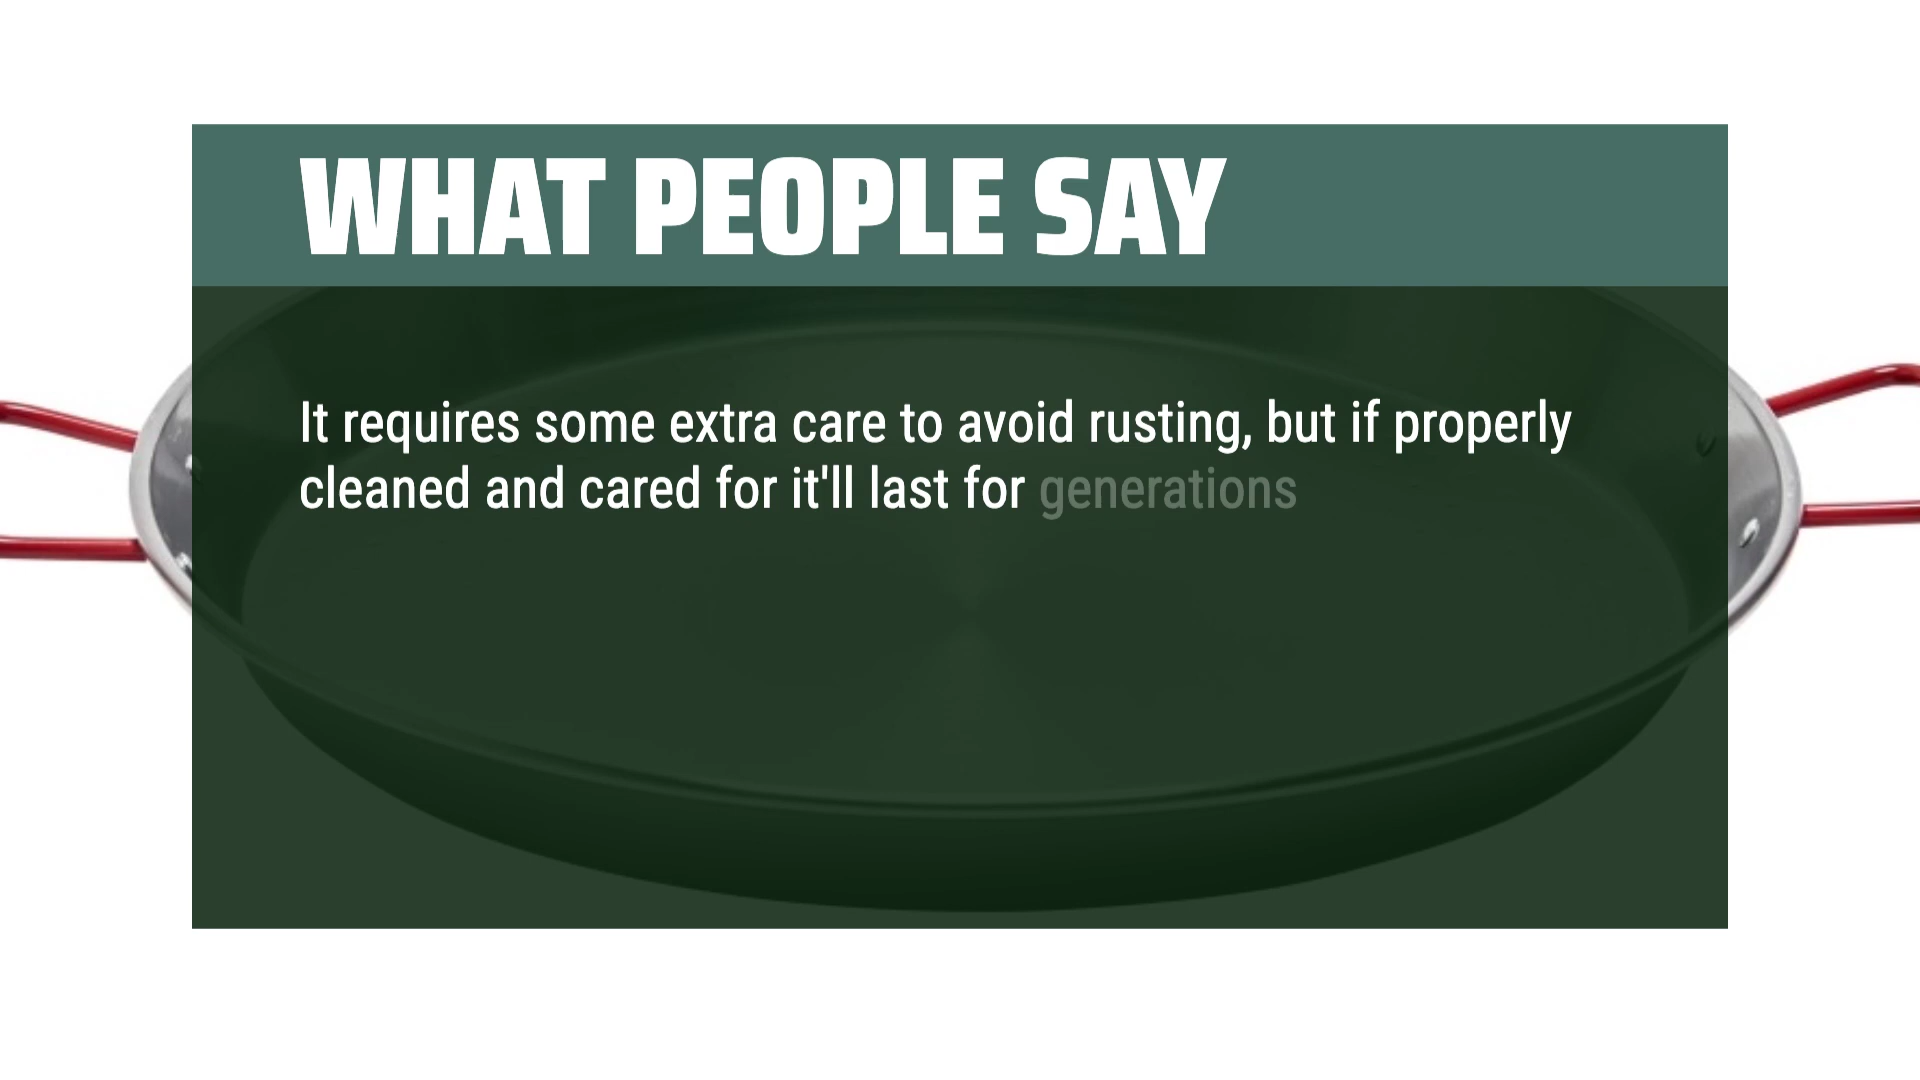 WHAT PEOPLE SAY
It requires some extra care to avoid rusting, but if properly
cleaned and cared for it'll last for generations